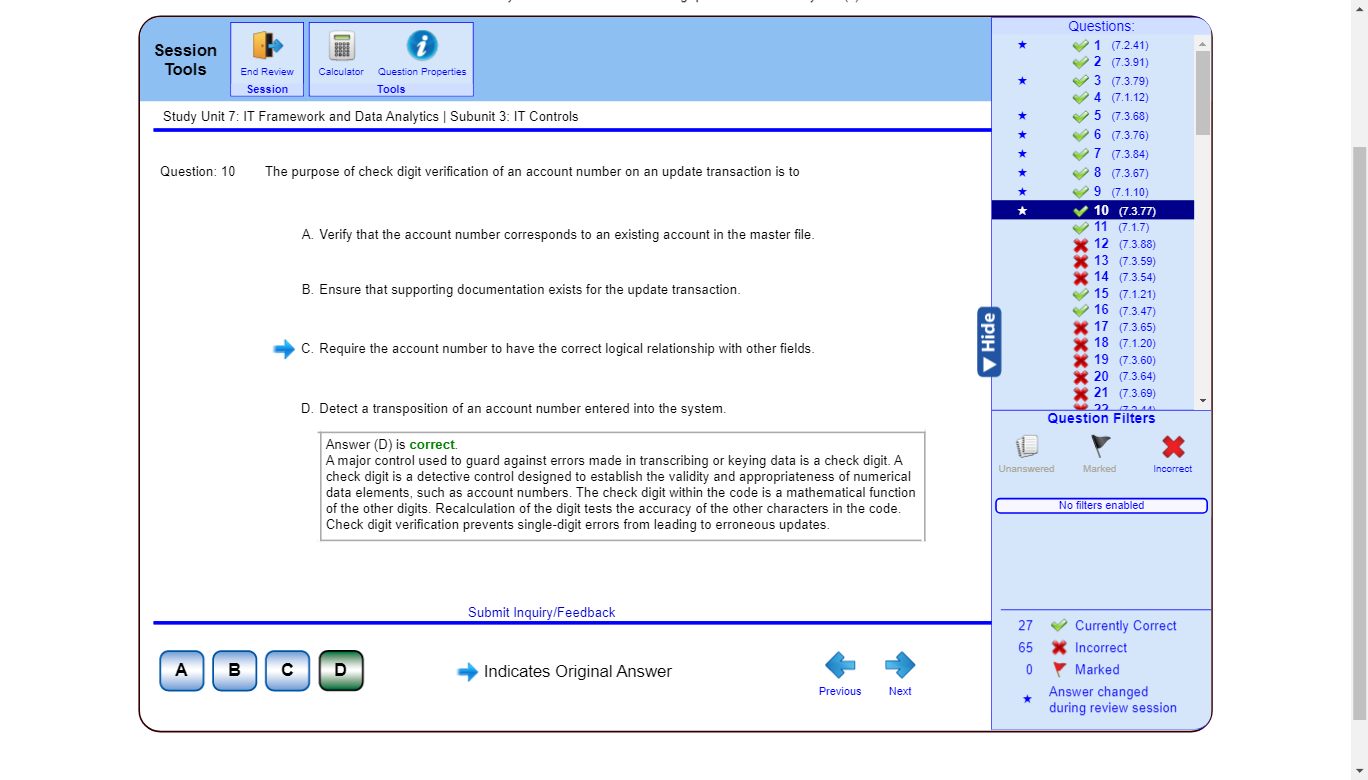 Session
Tools
End Review
Session
Calculator
Question Properties
Tools
Study Unit 7: IT Framework and Data Analytics | Subunit 3: IT Controls
Question: 10 The purpose of check digit verification of an account number on an update transaction is to
A. Verify that the account number corresponds to an existing account in the master file.
B. Ensure that supporting documentation exists for the update transaction.
C. Require the account number to have the correct logical relationship with other fields.
D. Detect a transposition of an account number entered into the system.
Answer (D) is correct.
A major control used to guard against errors made in transcribing or keying data is a check digit. A
check digit is a detective control designed to establish the validity and appropriateness of numerical
data elements, such as account numbers. The check digit within the code is a mathematical function
of the other digits. Recalculation of the digit tests the accuracy of the other characters in the code.
Check digit verification prevents single-digit errors from leading to erroneous updates.
Submit Inquiry/Feedback
A
B
C
D
Indicates Original Answer
Previous
Next
Hide
Questions:
1 (7.2.41)
2 (7.3.91)
3 (7.3.79)
4 (7.1.12)
5 (7.3.68)
6 (7.3.76)
7 (7.3.84)
8 (7.3.67)
9 (7.1.10)
10 (7.3.77)
11 (7.1.7)
12 (7.3.88)
13 (7.3.59)
14 (7.3.54)
15 (7.1.21)
16 (7.3.47)
17 (7.3.65)
18 (7.1.20)
19 (7.3.60)
20 (7.3.64)
21 (7.3.69)
22 (7.2.44)
Question Filters
Unanswered
Marked
Incorrect
No filters enabled
27 Currently Correct
65 Incorrect
0 Marked
Answer changed
during review session